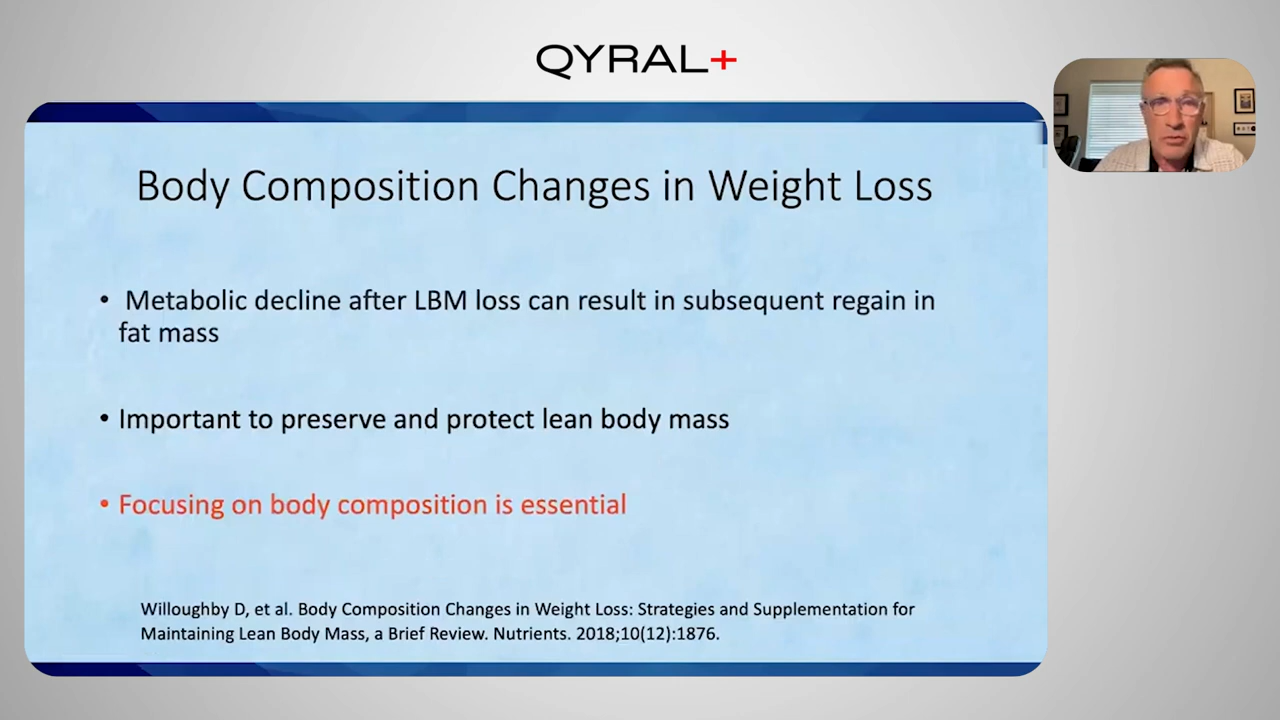 QYRAL+
Body Composition Changes in Weight Loss
• Metabolic decline after LBM loss can result in subsequent regain in
fat mass
• Important to preserve and protect lean body mass
• Focusing on body composition is essential
Willoughby D, et al. Body Composition Changes in Weight Loss: Strategies and Supplementation for
Maintaining Lean Body Mass, a Brief Review. Nutrients. 2018;10(12):1876.